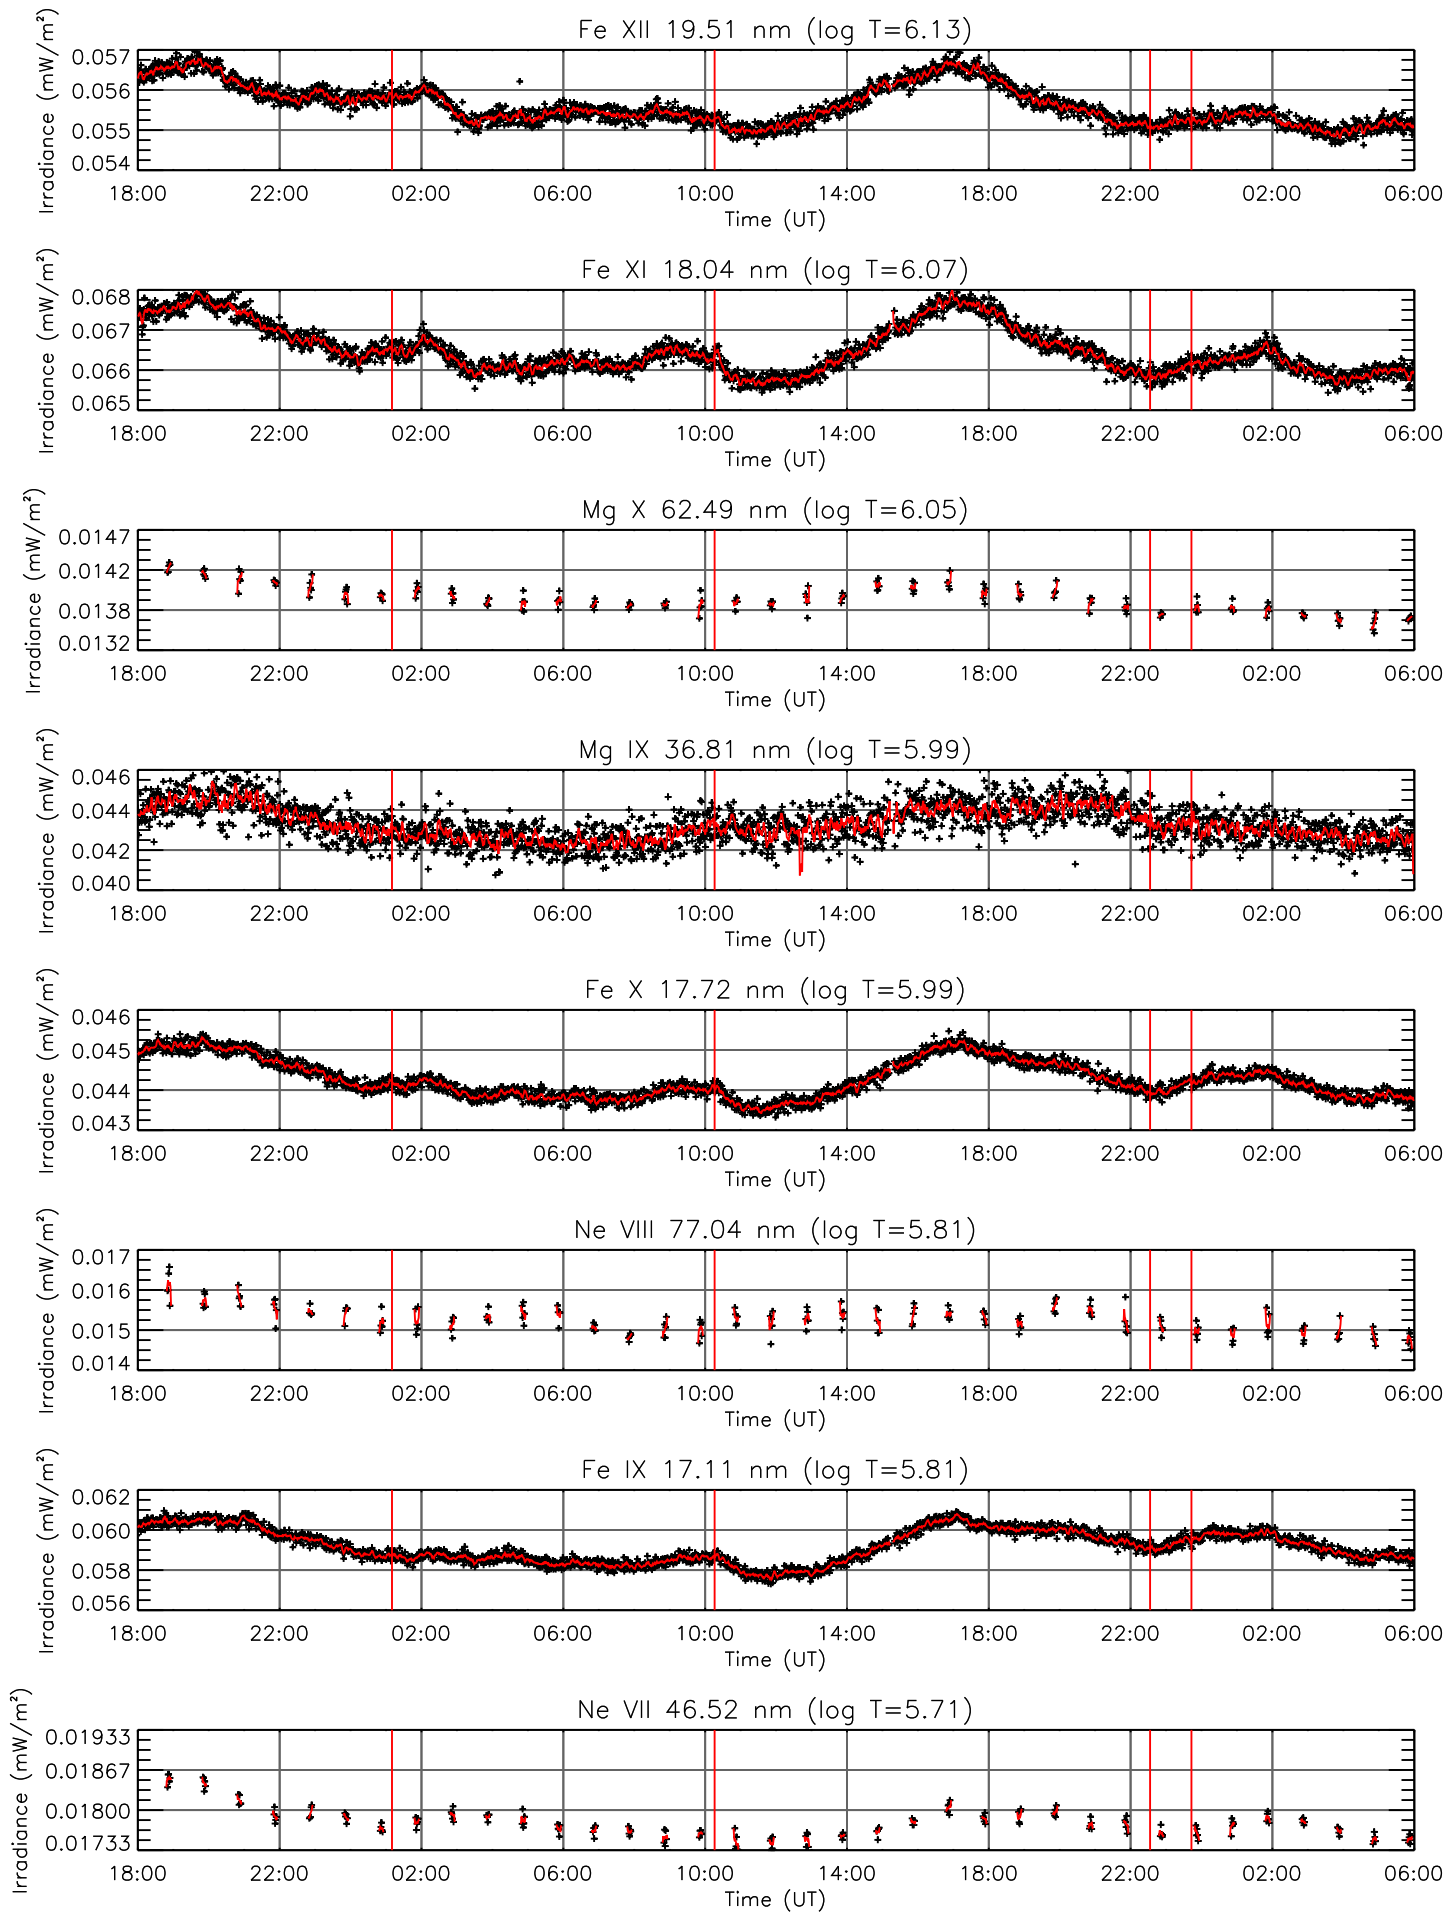 Fe XII 19.51 nm (log T=6.13)
Irradiance (mW/m²)
0.057
0.056
0.055
0.054
18:00 22:00 02:00 06:00 10:00 14:00 18:00 22:00 02:00 06:00
Time (UT)
Fe XI 18.04 nm (log T=6.07)
Irradiance (mW/m²)
0.068
0.067
0.066
0.065
18:00 22:00 02:00 06:00 10:00 14:00 18:00 22:00 02:00 06:00
Time (UT)
Mg X 62.49 nm (log T=6.05)
Irradiance (mW/m²)
0.0147
0.0142
0.0138
0.0132
18:00 22:00 02:00 06:00 10:00 14:00 18:00 22:00 02:00 06:00
Time (UT)
Mg IX 36.81 nm (log T=5.99)
Irradiance (mW/m²)
0.046
0.044
0.042
0.040
18:00 22:00 02:00 06:00 10:00 14:00 18:00 22:00 02:00 06:00
Time (UT)
Fe X 17.72 nm (log T=5.99)
Irradiance (mW/m²)
0.046
0.045
0.044
0.043
18:00 22:00 02:00 06:00 10:00 14:00 18:00 22:00 02:00 06:00
Time (UT)
Ne VIII 77.04 nm (log T=5.81)
Irradiance (mW/m²)
0.017
0.016
0.015
0.014
18:00 22:00 02:00 06:00 10:00 14:00 18:00 22:00 02:00 06:00
Time (UT)
Fe IX 17.11 nm (log T=5.81)
Irradiance (mW/m²)
0.062
0.060
0.058
0.056
18:00 22:00 02:00 06:00 10:00 14:00 18:00 22:00 02:00 06:00
Time (UT)
Ne VII 46.52 nm (log T=5.71)
Irradiance (mW/m²)
0.01933
0.01867
0.01800
0.01733
18:00 22:00 02:00 06:00 10:00 14:00 18:00 22:00 02:00 06:00
Time (UT)